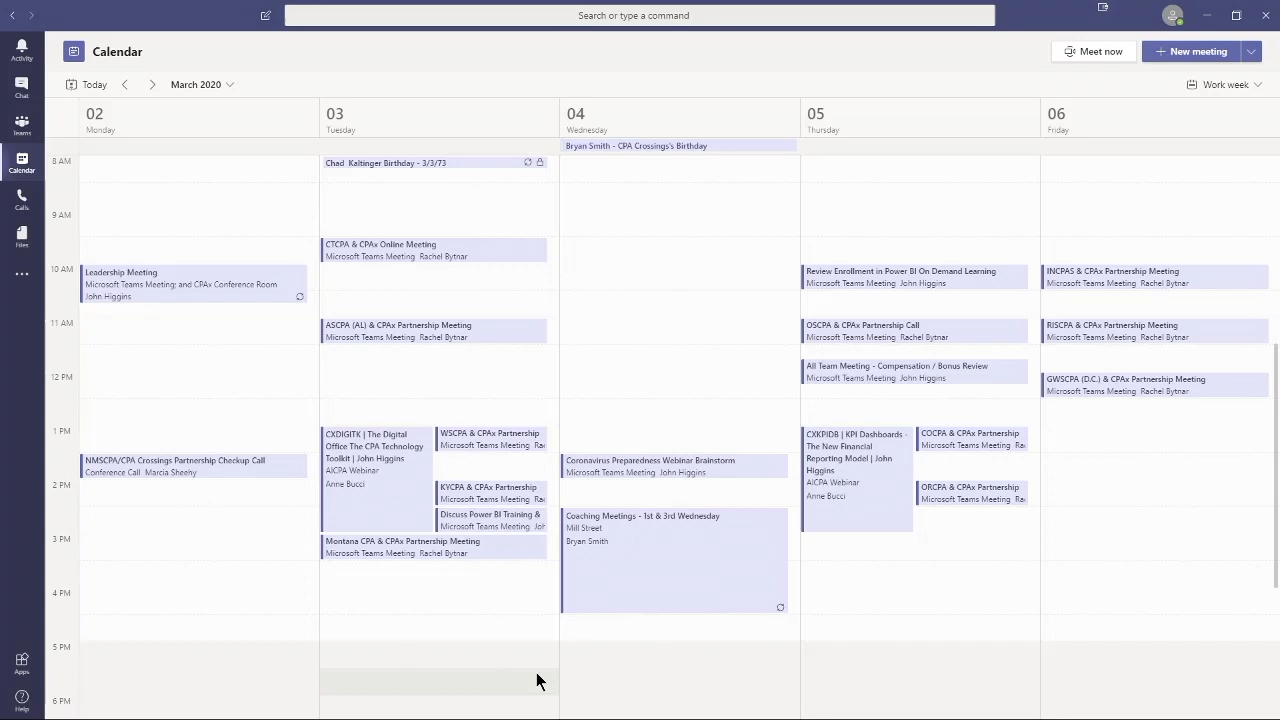 Search or type a command
Activity
Chat
Teams
Calendar
Calls
Files
Apps
Help
Calendar
Meet now
New meeting
Today
March 2020
Work week
02
Monday
03
Tuesday
04
Wednesday
05
Thursday
06
Friday
Bryan Smith - CPA Crossings's Birthday
8 AM
9 AM
10 AM
11 AM
12 PM
1 PM
2 PM
3 PM
4 PM
5 PM
6 PM
Leadership Meeting
Microsoft Teams Meeting; and CPAx Conference Room
John Higgins
NMSCPA/CPA Crossings Partnership Checkup Call
Conference Call Marcia Sheehy
Chad Kaltinger Birthday - 3/3/73
CTCPA & CPAx Online Meeting
Microsoft Teams Meeting Rachel Bytnar
ASCPA (AL) & CPAx Partnership Meeting
Microsoft Teams Meeting Rachel Bytnar
CXDIGITK | The Digital
Office The CPA Technology
Toolkit | John Higgins
AICPA Webinar
Anne Bucci
WSCPA & CPAx Partnership
Microsoft Teams Meeting Ra
KYCPA & CPAx Partnership
Microsoft Teams Meeting Ra
Discuss Power BI Training &
Microsoft Teams Meeting Joh
Montana CPA & CPAx Partnership Meeting
Microsoft Teams Meeting Rachel Bytnar
Coronavirus Preparedness Webinar Brainstorm
Microsoft Teams Meeting John Higgins
Coaching Meetings - 1st & 3rd Wednesday
Mill Street
Bryan Smith
Review Enrollment in Power BI On Demand Learning
Microsoft Teams Meeting John Higgins
OSCPA & CPAx Partnership Call
Microsoft Teams Meeting Rachel Bytnar
All Team Meeting - Compensation / Bonus Review
Microsoft Teams Meeting John Higgins
CXKPIDB | KPI Dashboards -
The New Financial
Reporting Model | John
Higgins
AICPA Webinar
Anne Bucci
COCPA & CPAx Partnership
Microsoft Teams Meeting Ra
ORCPA & CPAx Partnership
Microsoft Teams Meeting Ra
INCPAS & CPAx Partnership Meeting
Microsoft Teams Meeting Rachel Bytnar
RISCPA & CPAx Partnership Meeting
Microsoft Teams Meeting Rachel Bytnar
GWSCPA (D.C.) & CPAx Partnership Meeting
Microsoft Teams Meeting Rachel Bytnar